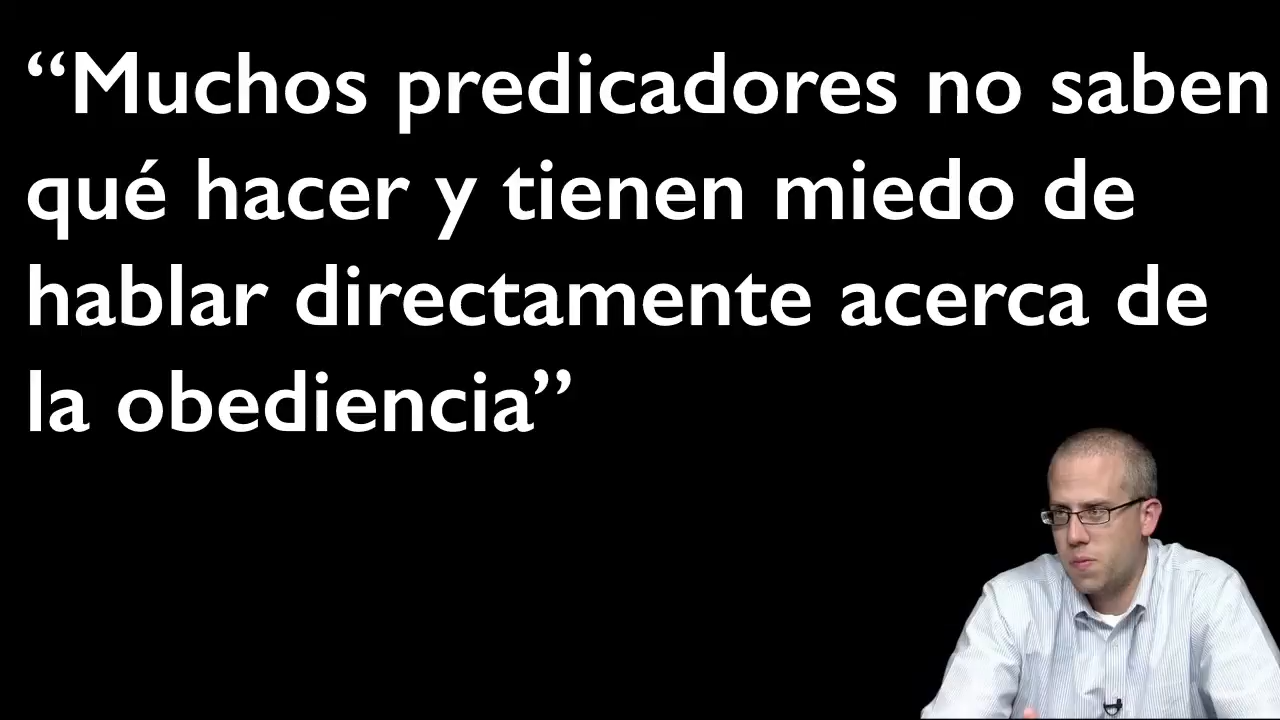 “Muchos predicadores no saben
qué hacer y tienen miedo de
hablar directamente acerca de
la obediencia”